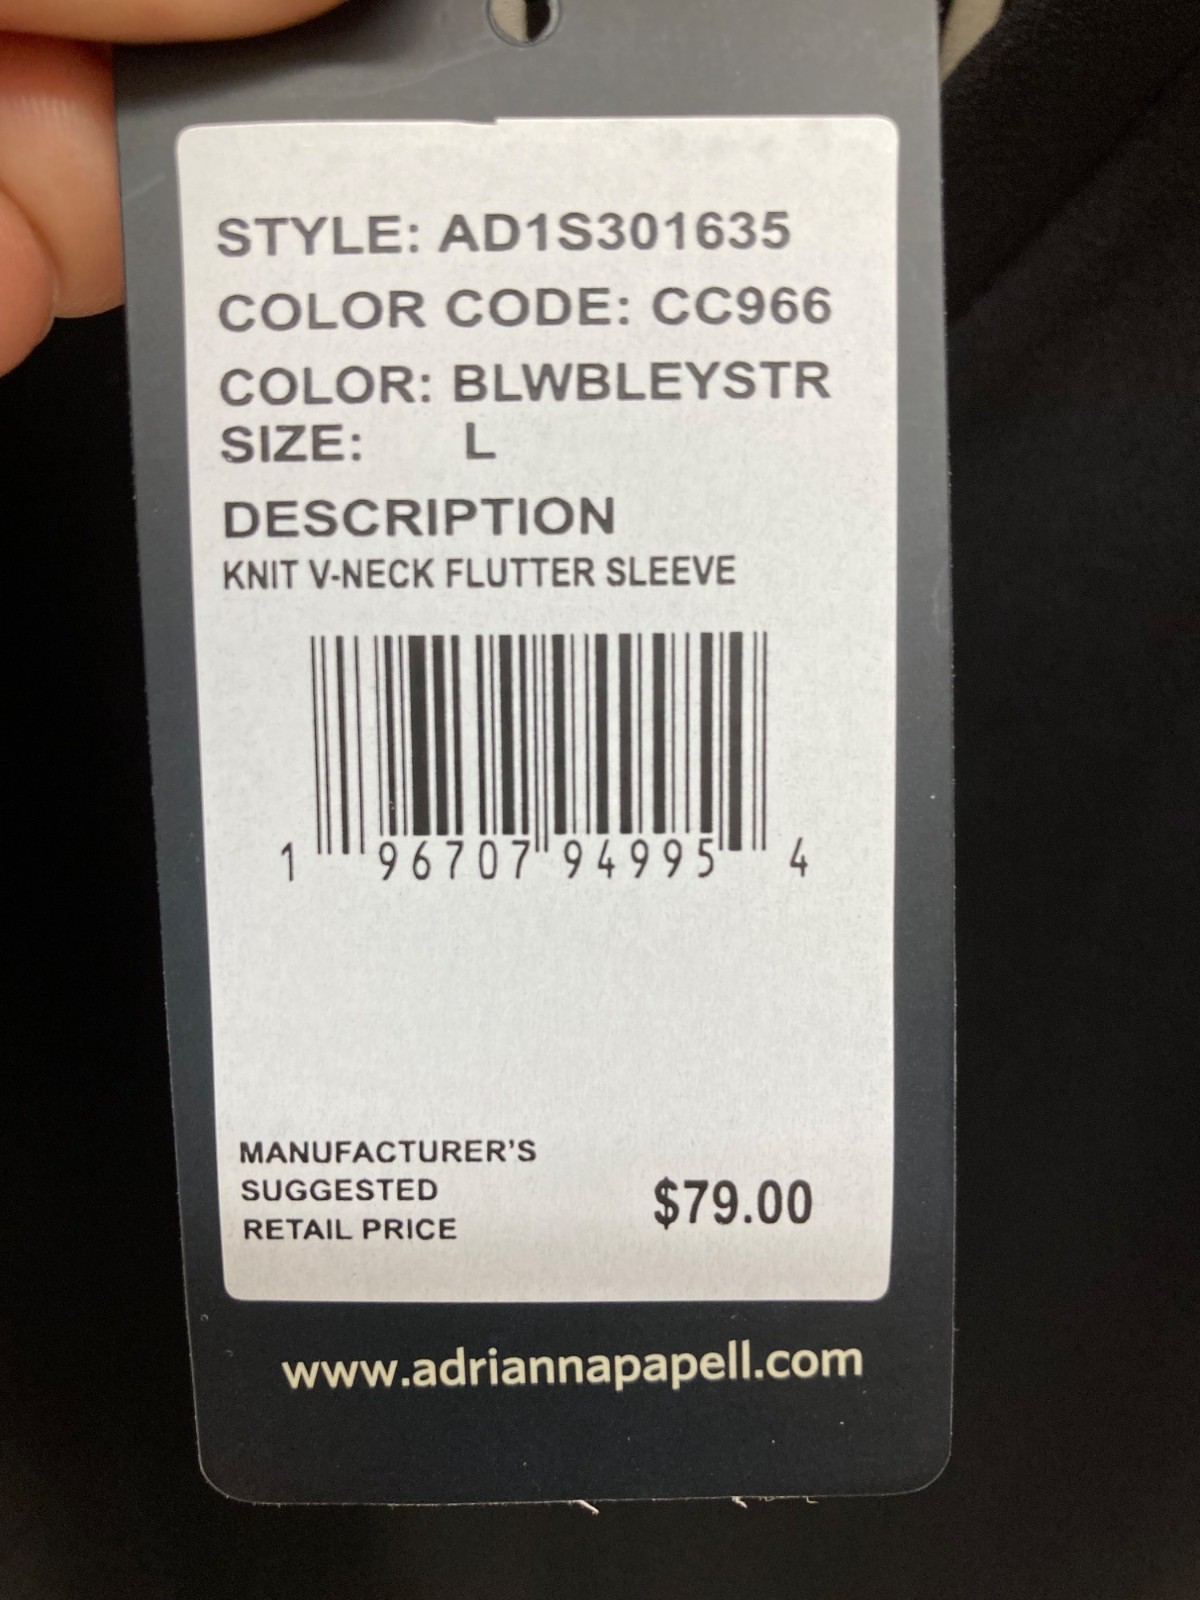 STYLE: AD1S301635
COLOR CODE: CC966
COLOR: BLWBLEYSTR
SIZE: L
DESCRIPTION
KNIT V-NECK FLUTTER SLEEVE
1 96707 94995 4
MANUFACTURER'S
SUGGESTED
RETAIL PRICE
$79.00
www.adriannapapell.com